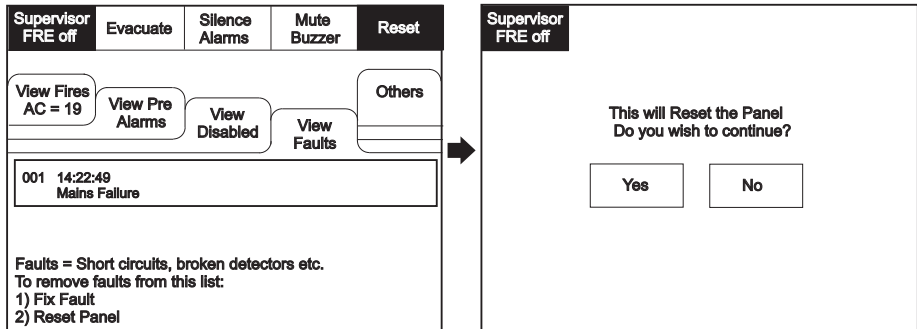 Supervisor
FRE off
Evacuate
Silence
Alarms
Mute
Buzzer
Reset
View Fires
AC = 19
View Pre
Alarms
View
Disabled
View
Faults
Others
001 14:22:49
Mains Failure
Faults = Short circuits, broken detectors etc.
To remove faults from this list:
1) Fix Fault
2) Reset Panel
Supervisor
FRE off
This will Reset the Panel
Do you wish to continue?
Yes
No